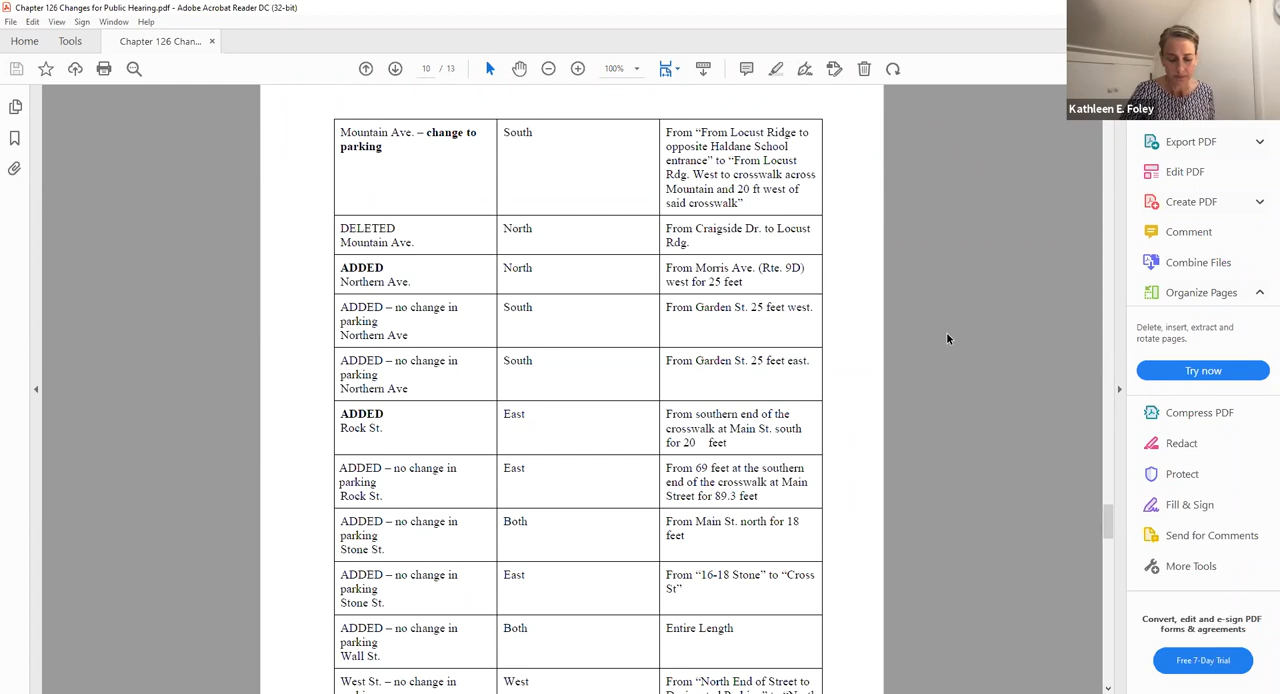 Chapter 126 Changes for Public Hearing.pdf - Adobe Acrobat Reader DC (32-bit)
File Edit View Sign Window Help
Home Tools Chapter 126 Chan... ×
10 / 13 100%
Kathleen E. Foley
Mountain Ave. – change to
parking
South
From “From Locust Ridge to
opposite Haldane School
entrance” to “From Locust
Rdg. West to crosswalk across
Mountain and 20 ft west of
said crosswalk”
DELETED
Mountain Ave.
North
From Craigside Dr. to Locust
Rdg.
ADDED
Northern Ave.
North
From Morris Ave. (Rte. 9D)
west for 25 feet
ADDED – no change in
parking
Northern Ave
South
From Garden St. 25 feet west.
ADDED – no change in
parking
Northern Ave
South
From Garden St. 25 feet east.
ADDED
Rock St.
East
From southern end of the
crosswalk at Main St. south
for 20 feet
ADDED – no change in
parking
Rock St.
East
From 69 feet at the southern
end of the crosswalk at Main
Street for 89.3 feet
ADDED – no change in
parking
Stone St.
Both
From Main St. north for 18
feet
ADDED – no change in
parking
Stone St.
East
From “16-18 Stone” to “Cross
St”
ADDED – no change in
parking
Wall St.
Both
Entire Length
West St. – no change in
West
From “North End of Street to
Export PDF
Edit PDF
Create PDF
Comment
Combine Files
Organize Pages
Delete, insert, extract and
rotate pages.
Try now
Compress PDF
Redact
Protect
Fill & Sign
Send for Comments
More Tools
Convert, edit and e-sign PDF
forms & agreements
Free 7-Day Trial